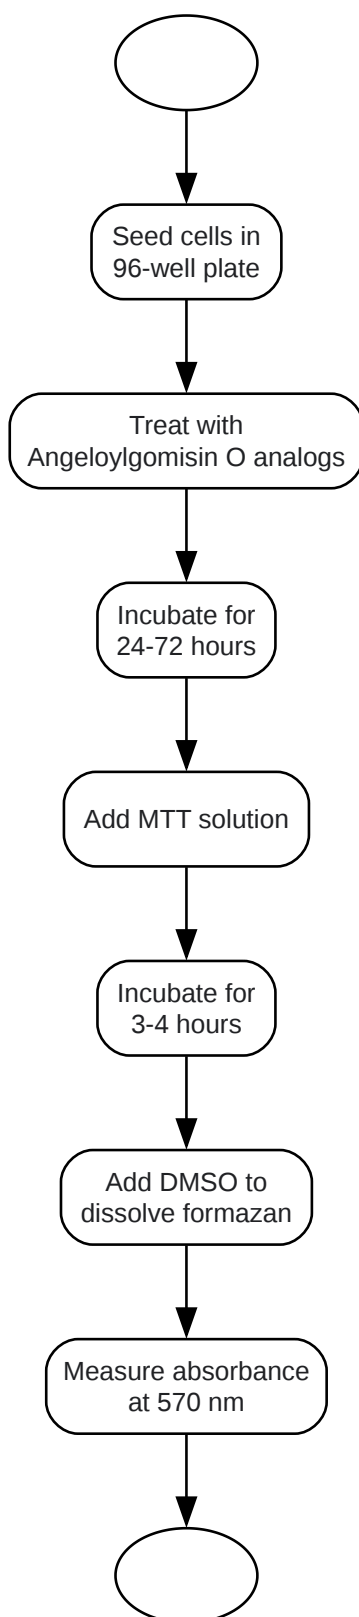 Seed cells in
96-well plate
Treat with
Angeloylgomisin O analogs
Incubate for
24-72 hours
Add MTT solution
Incubate for
3-4 hours
Add DMSO to
dissolve formazan
Measure absorbance
at 570 nm